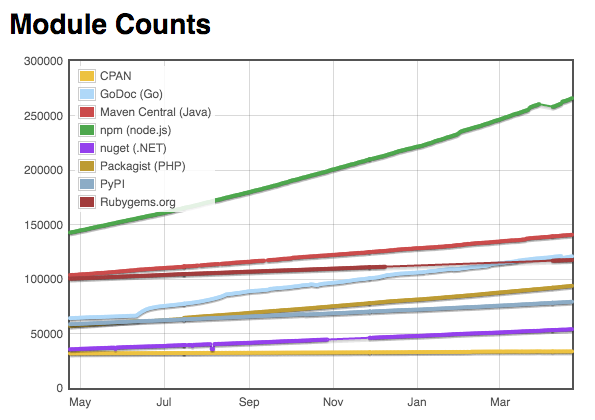 Module Counts
300000
250000
200000
150000
100000
50000
0
CPAN
GoDoc (Go)
Maven Central (Java)
npm (node.js)
nuget (.NET)
Packagist (PHP)
PyPI
Rubygems.org
May Jul Sep Nov Jan Mar